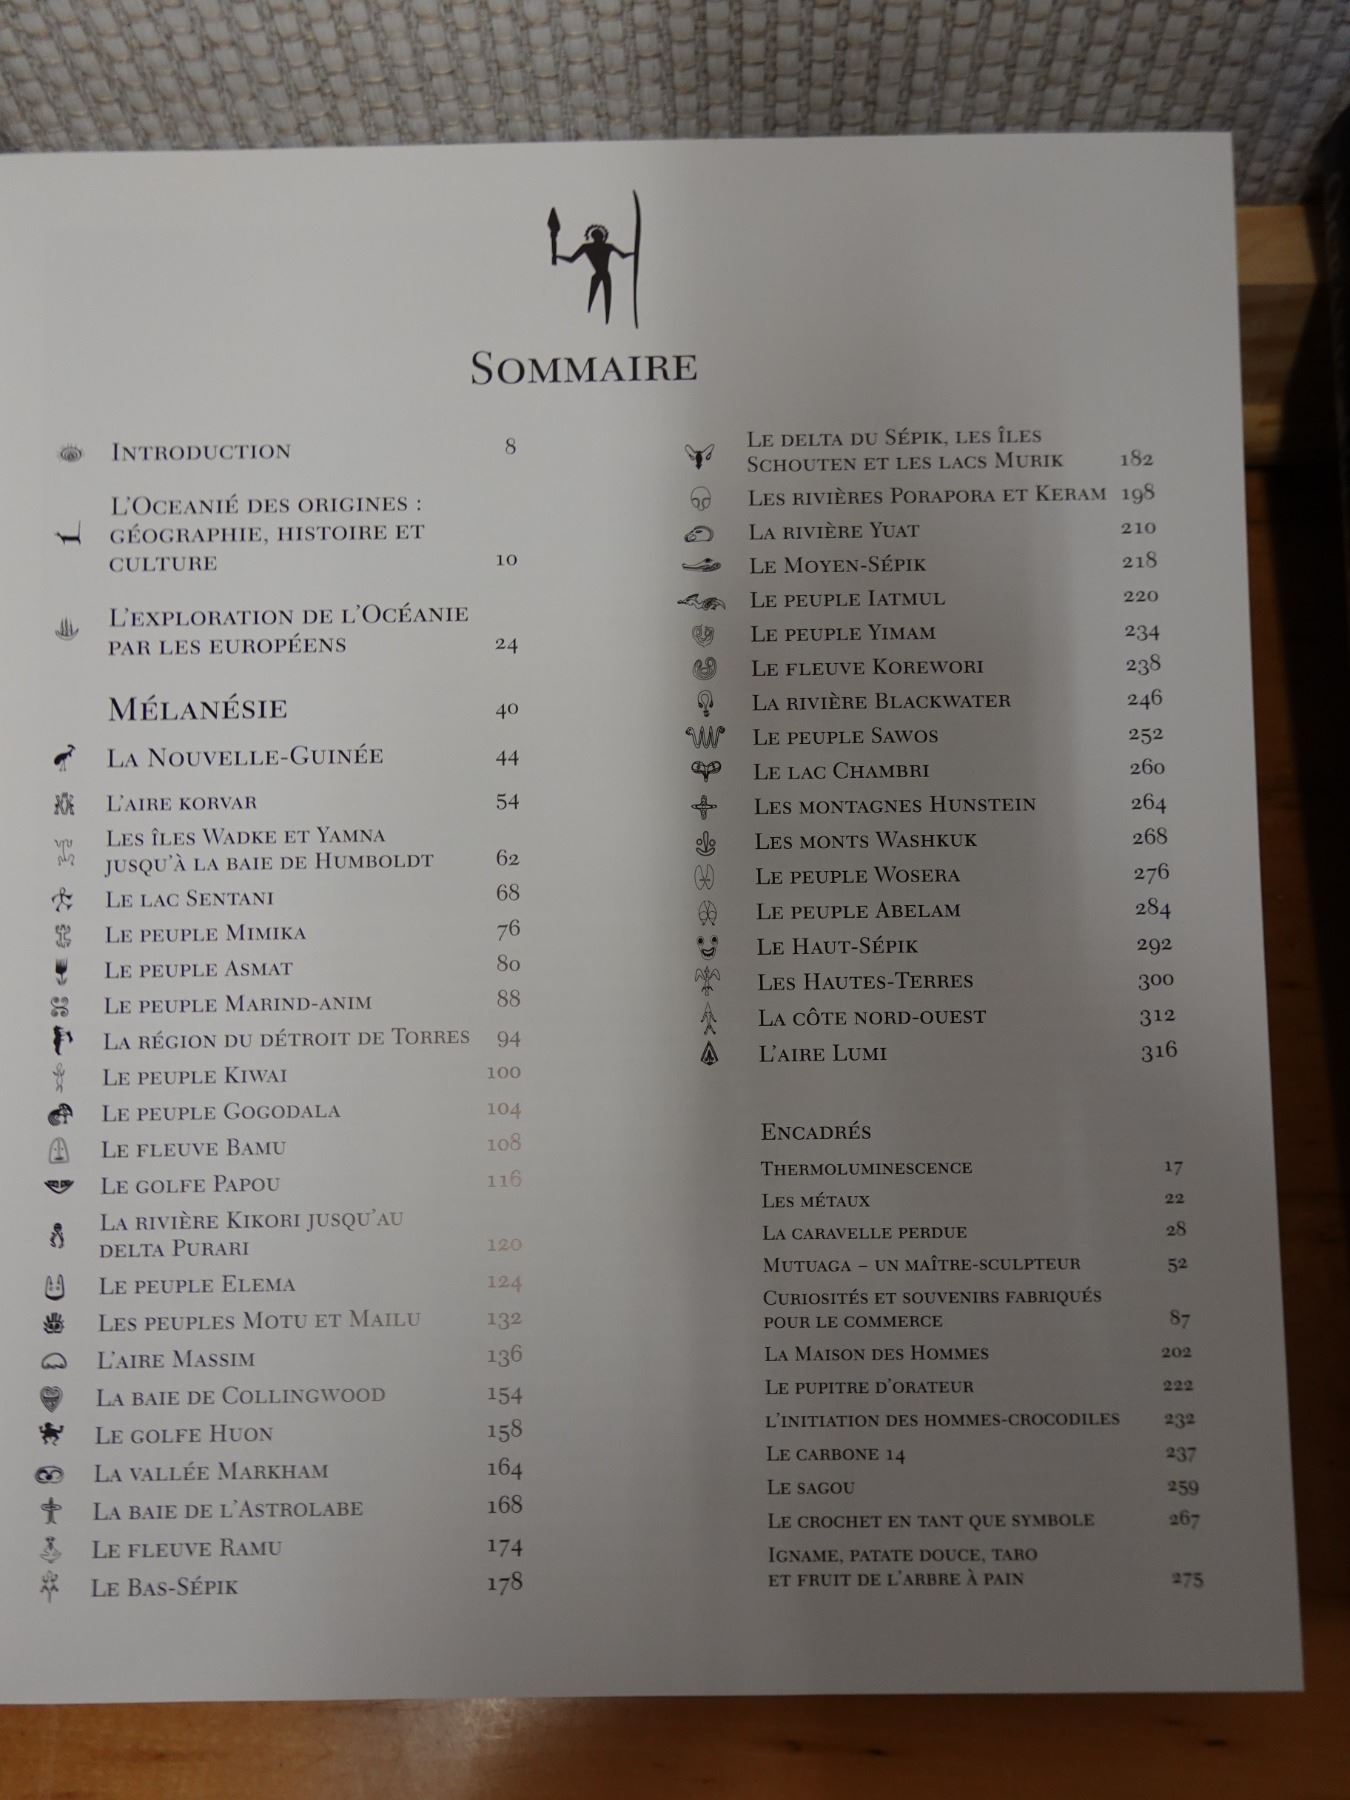 Sommaire
Introduction 8
L'Oceanié des origines :
géographie, histoire et
culture 10
L'exploration de l'Océanie
par les européens 24
Mélanésie 40
La Nouvelle-Guinée 44
L'aire korvar 54
Les îles Wadke et Yamna
jusqu'à la baie de Humboldt 62
Le lac Sentani 68
Le peuple Mimika 76
Le peuple Asmat 80
Le peuple Marind-anim 88
La région du détroit de Torres 94
Le peuple Kiwai 100
Le peuple Gogodala 104
Le fleuve Bamu 108
Le golfe Papou 116
La rivière Kikori jusqu'au
delta Purari 120
Le peuple Elema 124
Les peuples Motu et Mailu 132
L'aire Massim 136
La baie de Collingwood 154
Le golfe Huon 158
La vallée Markham 164
La baie de l'Astrolabe 168
Le fleuve Ramu 174
Le Bas-Sépik 178
Le delta du Sépik, les îles
Schouten et les lacs Murik 182
Les rivières Porapora et Keram 198
La rivière Yuat 210
Le Moyen-Sépik 218
Le peuple Iatmul 220
Le peuple Yimam 234
Le fleuve Korewori 238
La rivière Blackwater 246
Le peuple Sawos 252
Le lac Chambri 260
Les montagnes Hunstein 264
Les monts Washkuk 268
Le peuple Wosera 276
Le peuple Abelam 284
Le Haut-Sépik 292
Les Hautes-Terres 300
La côte nord-ouest 312
L'aire Lumi 316
Encadrés
Thermoluminescence 17
Les métaux 22
La caravelle perdue 28
Mutuaga – un maître-sculpteur 52
Curiosités et souvenirs fabriqués
pour le commerce 87
La Maison des Hommes 202
Le pupitre d'orateur 222
l'initiation des hommes-crocodiles 232
Le carbone 14 237
Le sagou 259
Le crochet en tant que symbole 267
Igname, patate douce, taro
et fruit de l'arbre à pain 275